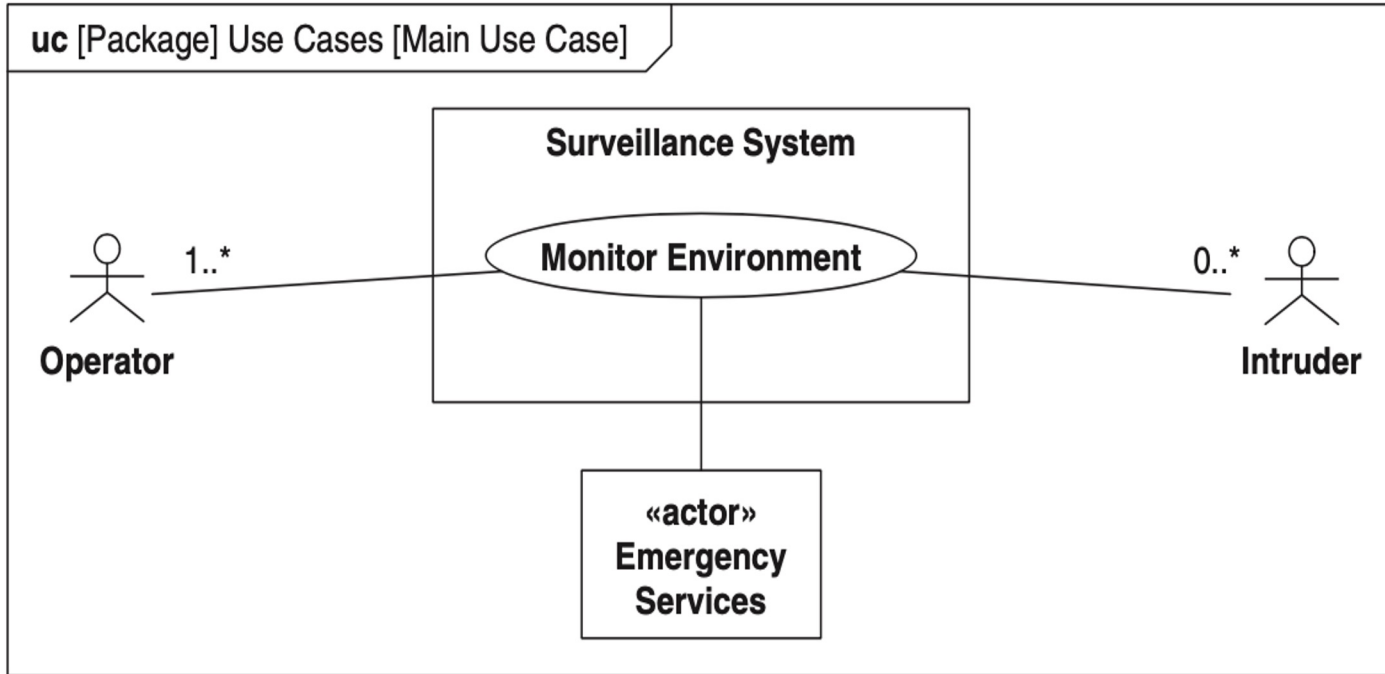 uc [Package] Use Cases [Main Use Case]
Surveillance System
Monitor Environment
1..*
0..*
Operator
Intruder
«actor»
Emergency
Services